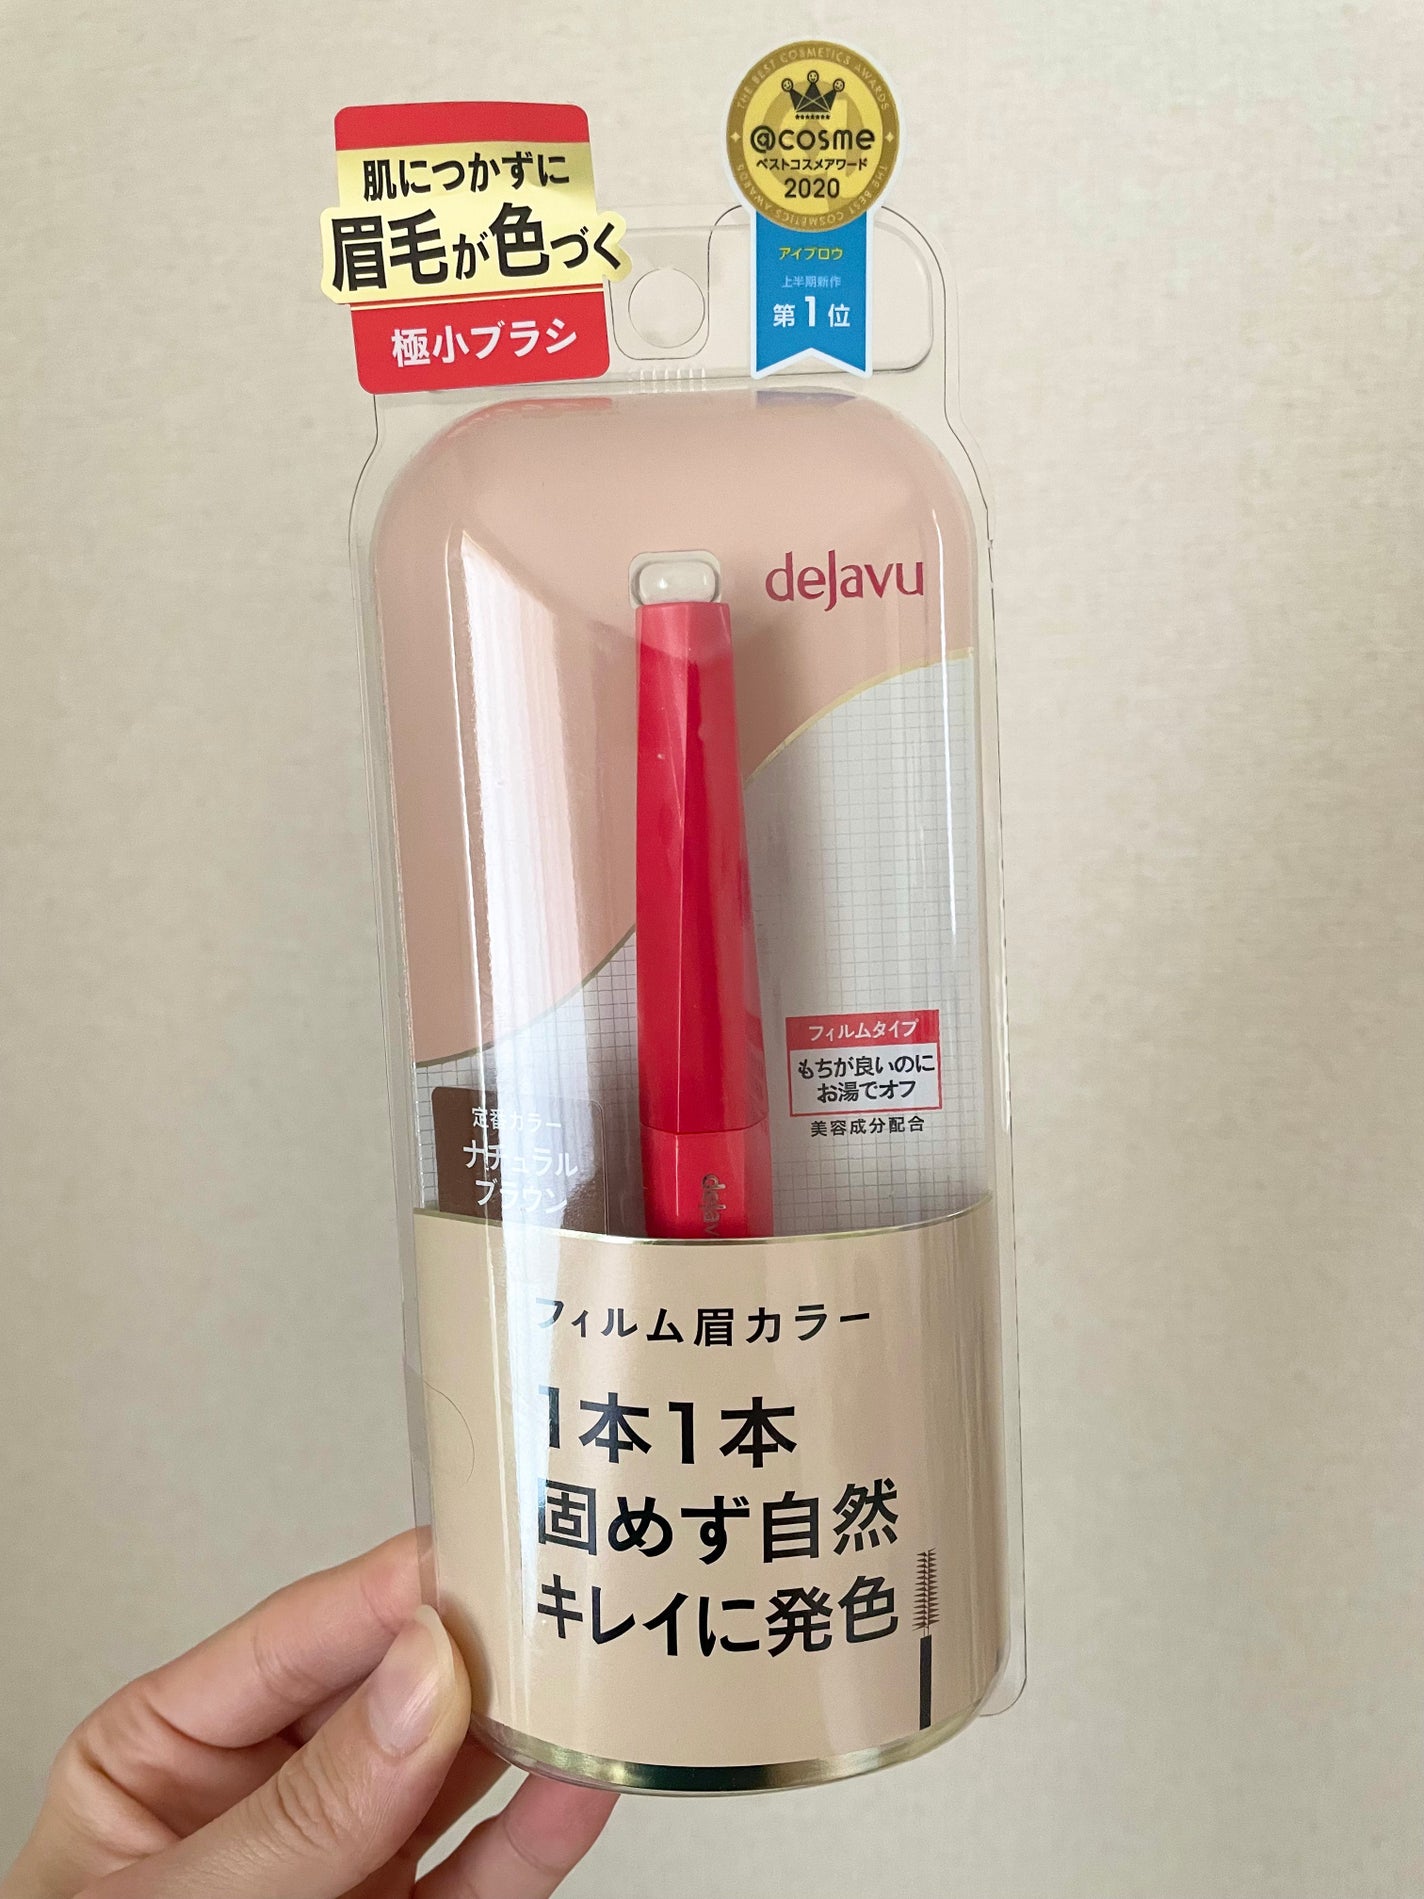 肌につかずに
眉毛が色づく
極小ブラシ
THE BEST COSMETICS AWARDS
@cosme
ベストコスメアワード
2020
THE BEST COSMETICS AWARDS
アイブロウ
上半期新作
第1位
dejavu
フィルムタイプ
もちが良いのに
お湯でオフ
美容成分配合
定番カラー
ナチュラル
ブラウン
dejav
フィルム眉カラー
1本1本
固めず自然
キレイに発色